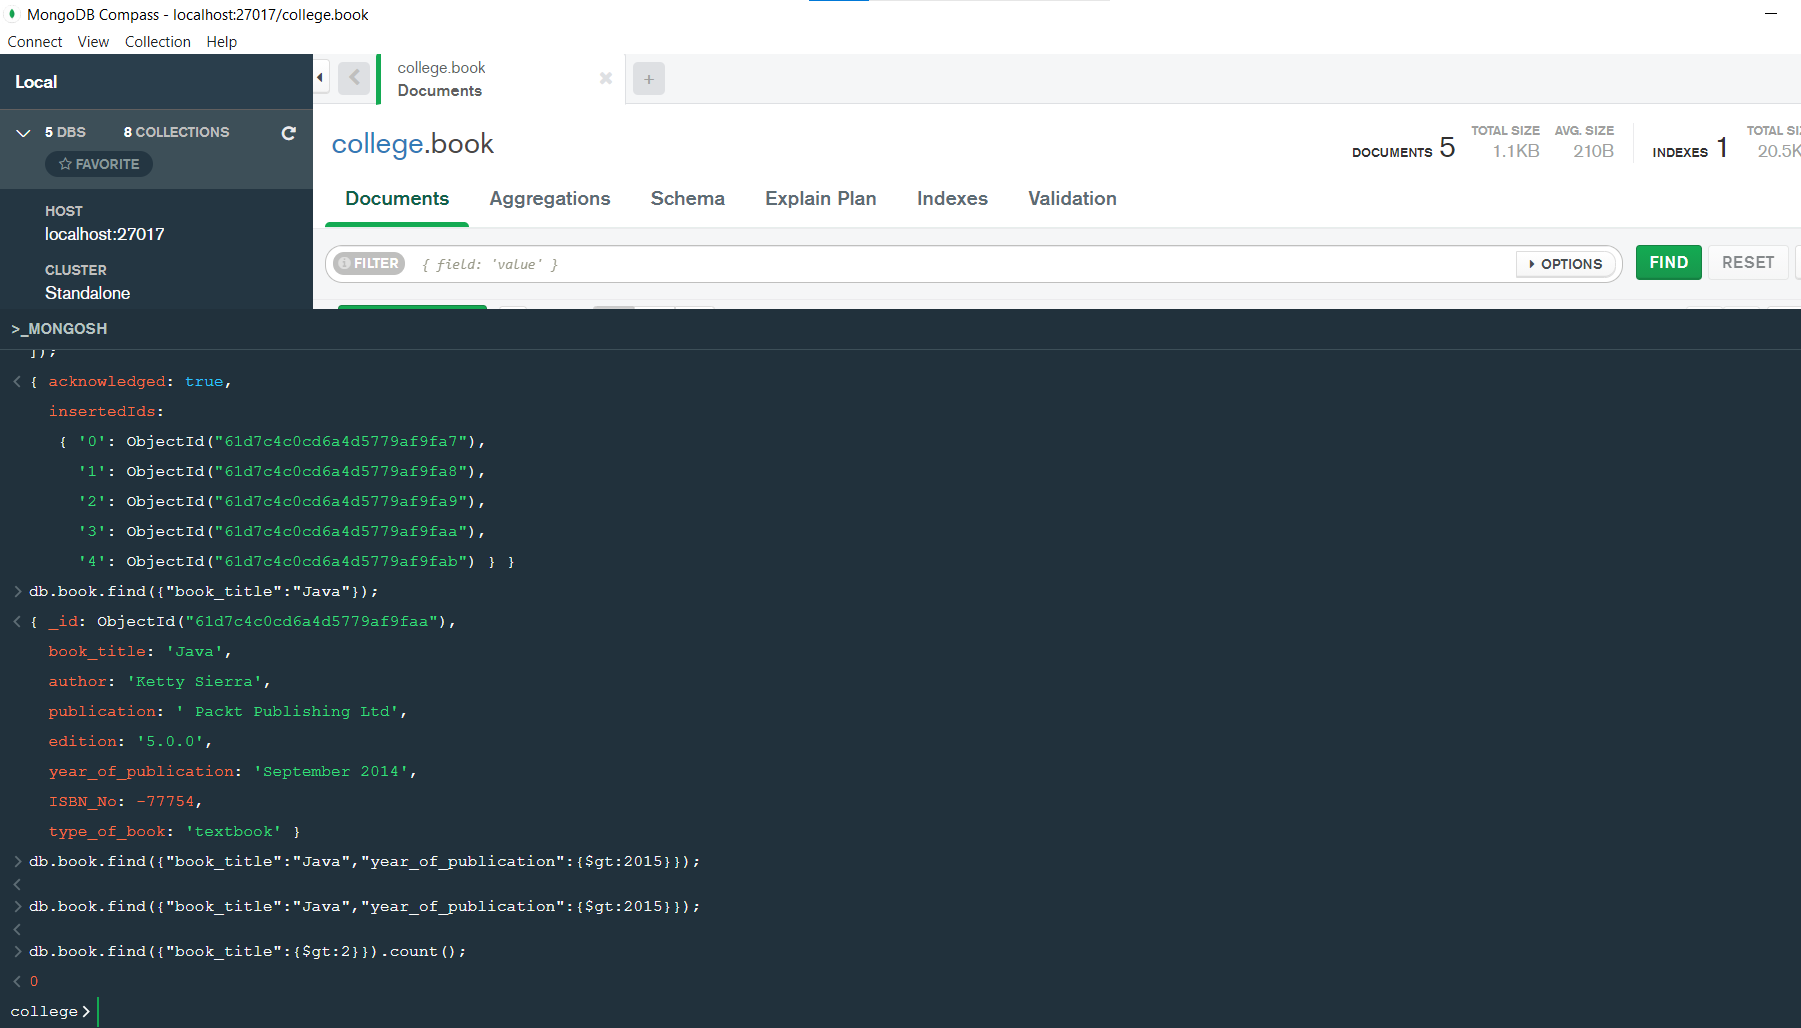 MongoDB Compass - localhost:27017/college.book
Connect View Collection Help
Local
college.book
Documents
5 DBS 8 COLLECTIONS
FAVORITE
HOST
localhost:27017
CLUSTER
Standalone
college.book
DOCUMENTS 5 TOTAL SIZE 1.1KB AVG. SIZE 210B INDEXES 1 TOTAL SI 20.5K
Documents Aggregations Schema Explain Plan Indexes Validation
FILTER { field: 'value' } OPTIONS FIND RESET
>_MONGOSH
]);
{ acknowledged: true,
insertedIds:
{ '0': ObjectId("61d7c4c0cd6a4d5779af9fa7"),
'1': ObjectId("61d7c4c0cd6a4d5779af9fa8"),
'2': ObjectId("61d7c4c0cd6a4d5779af9fa9"),
'3': ObjectId("61d7c4c0cd6a4d5779af9faa"),
'4': ObjectId("61d7c4c0cd6a4d5779af9fab") } }
> db.book.find({"book_title":"Java"});
< { _id: ObjectId("61d7c4c0cd6a4d5779af9faa"),
book_title: 'Java',
author: 'Ketty Sierra',
publication: ' Packt Publishing Ltd',
edition: '5.0.0',
year_of_publication: 'September 2014',
ISBN_No: -77754,
type_of_book: 'textbook' }
> db.book.find({"book_title":"Java","year_of_publication":{$gt:2015}});
<
> db.book.find({"book_title":"Java","year_of_publication":{$gt:2015}});
<
> db.book.find({"book_title":{$gt:2}}).count();
< 0
college>